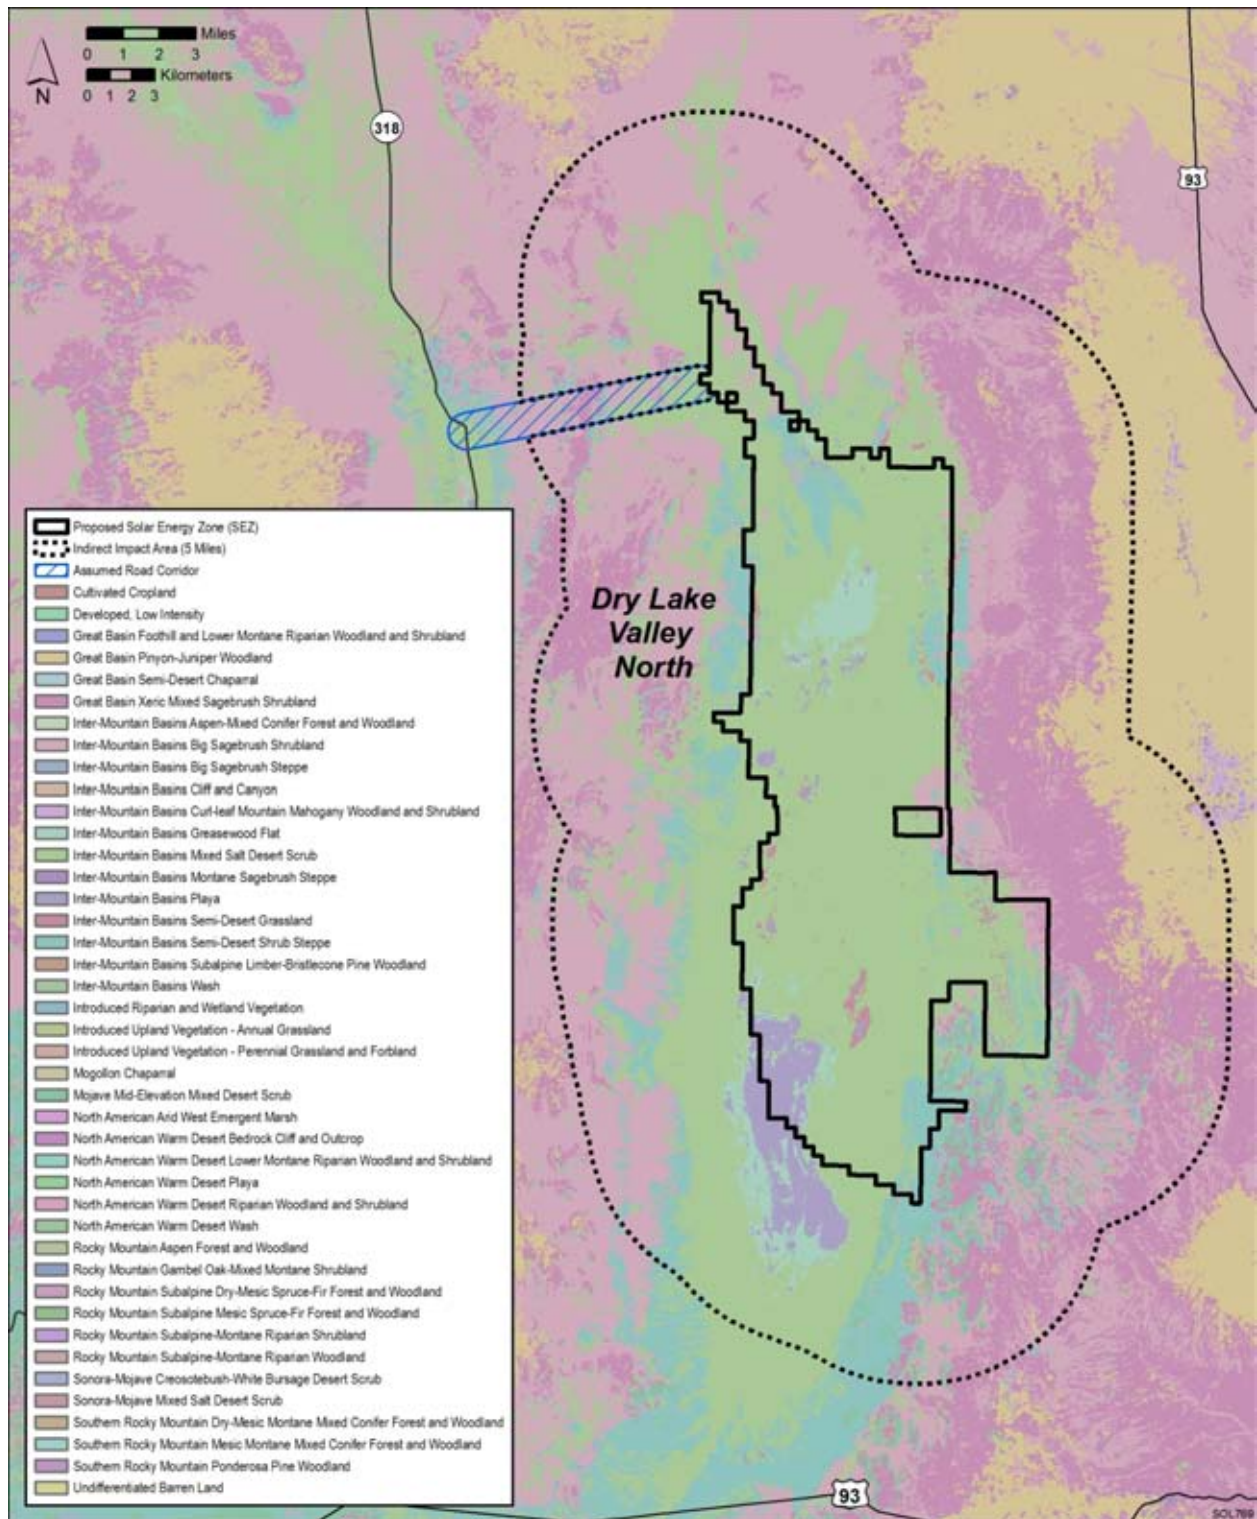 Miles
0 1 2 3
Kilometers
0 1 2 3
N
318
93
Proposed Solar Energy Zone (SEZ)
Indirect Impact Area (5 Miles)
Assumed Road Corridor
Cultivated Cropland
Developed, Low Intensity
Great Basin Foothill and Lower Montane Riparian Woodland and Shrubland
Great Basin Pinyon-Juniper Woodland
Great Basin Semi-Desert Chaparral
Great Basin Xeric Mixed Sagebrush Shrubland
Inter-Mountain Basins Aspen-Mixed Conifer Forest and Woodland
Inter-Mountain Basins Big Sagebrush Shrubland
Inter-Mountain Basins Big Sagebrush Steppe
Inter-Mountain Basins Cliff and Canyon
Inter-Mountain Basins Curl-leaf Mountain Mahogany Woodland and Shrubland
Inter-Mountain Basins Greasewood Flat
Inter-Mountain Basins Mixed Salt Desert Scrub
Inter-Mountain Basins Montane Sagebrush Steppe
Inter-Mountain Basins Playa
Inter-Mountain Basins Semi-Desert Grassland
Inter-Mountain Basins Semi-Desert Shrub Steppe
Inter-Mountain Basins Subalpine Limber-Bristlecone Pine Woodland
Inter-Mountain Basins Wash
Introduced Riparian and Wetland Vegetation
Introduced Upland Vegetation - Annual Grassland
Introduced Upland Vegetation - Perennial Grassland and Forbland
Mogollon Chaparral
Mojave Mid-Elevation Mixed Desert Scrub
North American Arid West Emergent Marsh
North American Warm Desert Bedrock Cliff and Outcrop
North American Warm Desert Lower Montane Riparian Woodland and Shrubland
North American Warm Desert Playa
North American Warm Desert Riparian Woodland and Shrubland
North American Warm Desert Wash
Rocky Mountain Aspen Forest and Woodland
Rocky Mountain Gambel Oak-Mixed Montane Shrubland
Rocky Mountain Subalpine Dry-Mesic Spruce-Fir Forest and Woodland
Rocky Mountain Subalpine Mesic Spruce-Fir Forest and Woodland
Rocky Mountain Subalpine-Montane Riparian Shrubland
Rocky Mountain Subalpine-Montane Riparian Woodland
Sonora-Mojave Creosotebush-White Bursage Desert Scrub
Sonora-Mojave Mixed Salt Desert Scrub
Southern Rocky Mountain Dry-Mesic Montane Mixed Conifer Forest and Woodland
Southern Rocky Mountain Mesic Montane Mixed Conifer Forest and Woodland
Southern Rocky Mountain Ponderosa Pine Woodland
Undifferentiated Barren Land
Dry Lake
Valley
North
93